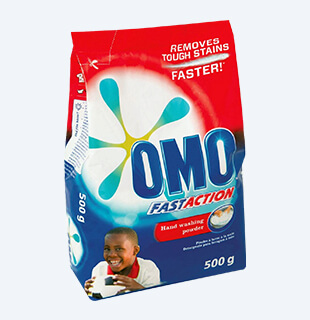 REMOVES
TOUGH STAINS
FASTER!
OMO
FASTACTION
Hand washing
powder
500 g
500 g